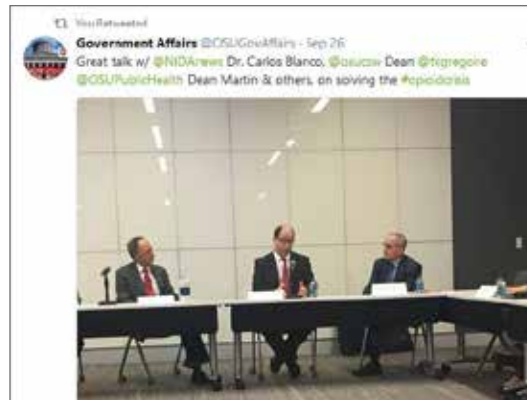 You Retweeted
Government Affairs @OSUGovAffairs - Sep 26
Great talk w/ @NIDAnews Dr. Carlos Blanco, @osucsw Dean @tkgregoire
@OSUPublicHealth Dean Martin & others, on solving the #opioidcrisis